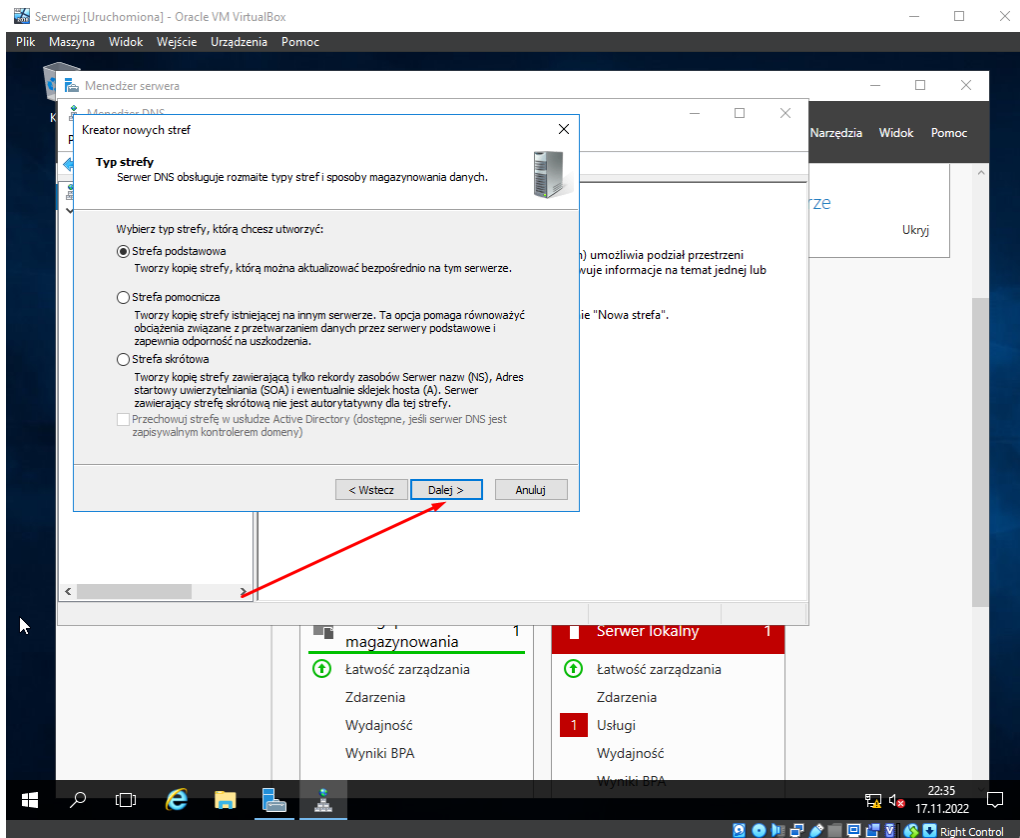 Serwerpj [Uruchomiona] - Oracle VM VirtualBox
Plik Maszyna Widok Wejście Urządzenia Pomoc
Menedżer serwera
Menedżer DNS
Narzędzia Widok Pomoc
Kreator nowych stref
Typ strefy
Serwer DNS obsługuje rozmaite typy stref i sposoby magazynowania danych.
rze
Ukryj
Wybierz typ strefy, którą chcesz utworzyć:
Strefa podstawowa
Tworzy kopię strefy, którą można aktualizować bezpośrednio na tym serwerze.
) umożliwia podział przestrzeni
wuje informacje na temat jednej lub
Strefa pomocnicza
Tworzy kopię strefy istniejącej na innym serwerze. Ta opcja pomaga równoważyć
obciążenia związane z przetwarzaniem danych przez serwery podstawowe i
zapewnia odporność na uszkodzenia.
ie "Nowa strefa".
Strefa skrótowa
Tworzy kopię strefy zawierającą tylko rekordy zasobów Serwer nazw (NS), Adres
startowy uwierzytelniania (SOA) i ewentualnie sklejek hosta (A). Serwer
zawierający strefę skrótową nie jest autorytatywny dla tej strefy.
Przechowuj strefę w usłudze Active Directory (dostępne, jeśli serwer DNS jest
zapisywalnym kontrolerem domeny)
< Wstecz Dalej > Anuluj
magazynowania 1
Łatwość zarządzania
Zdarzenia
Wydajność
Wyniki BPA
Serwer lokalny 1
Łatwość zarządzania
Zdarzenia
1 Usługi
Wydajność
Wyniki BPA
22:35
17.11.2022
Right Control